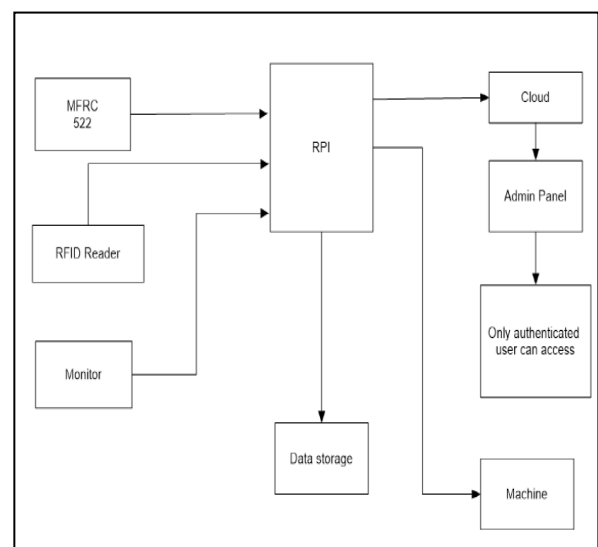 MFRC
522
RPI
Cloud
Admin Panel
RFID Reader
Only authenticated
user can access
Monitor
Data storage
Machine